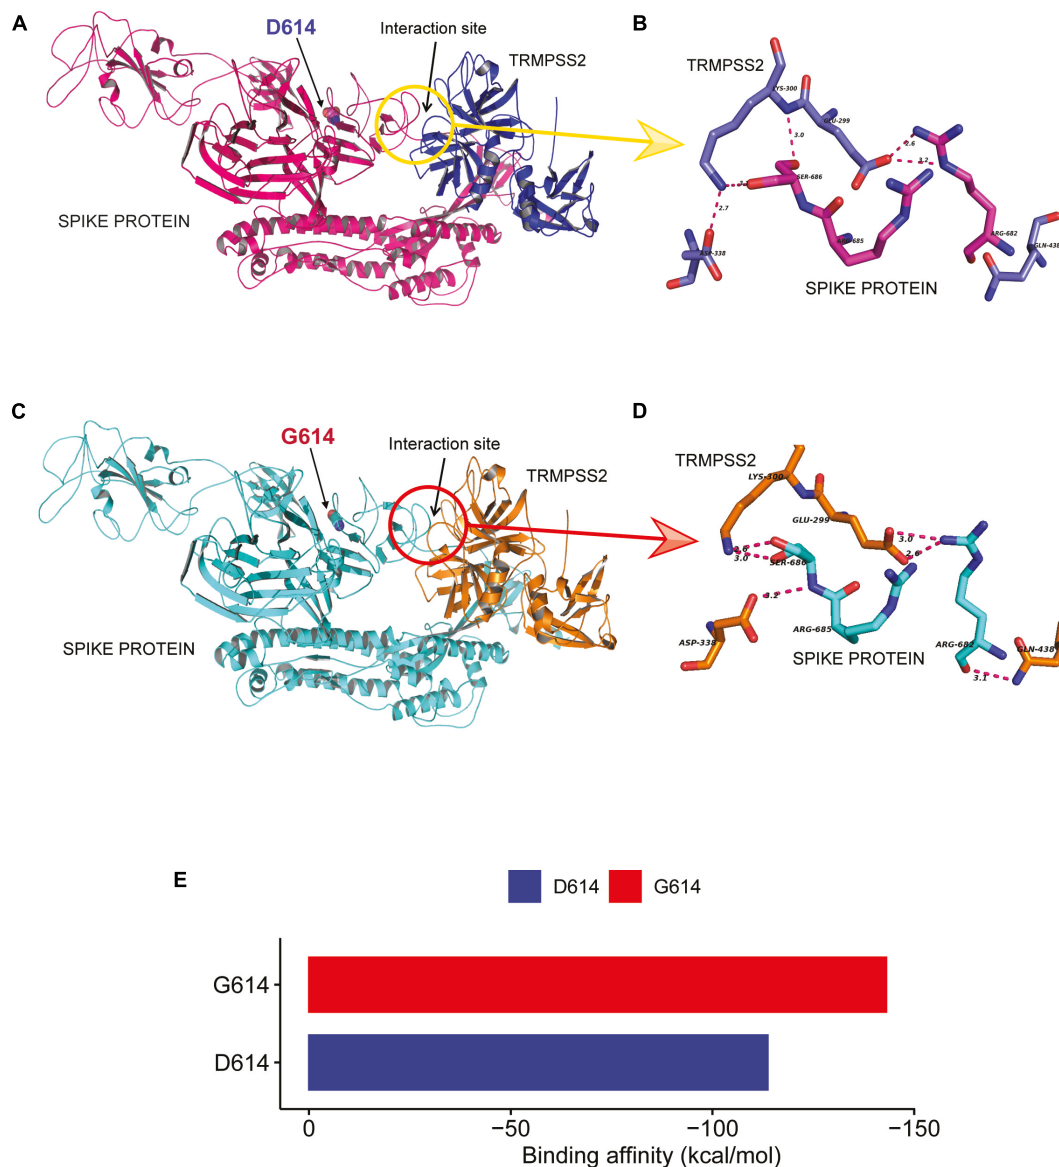 A
D614
Interaction site
TRMPSS2
SPIKE PROTEIN
B
TRMPSS2
LYS-300
GLU-299
3.0
2.6
3.2
SER-686
2.7
ARG-685
ARG-682
ASP-338
GLN-438
SPIKE PROTEIN
C
G614
Interaction site
TRMPSS2
SPIKE PROTEIN
D
TRMPSS2
LYS-300
GLU-299
3.0
2.6
2.6
3.0
SER-686
3.2
ARG-685
ASP-338
ARG-682
GLN-438
SPIKE PROTEIN
3.1
E
D614 G614
G614
D614
0 −50 −100 −150
Binding affinity (kcal/mol)